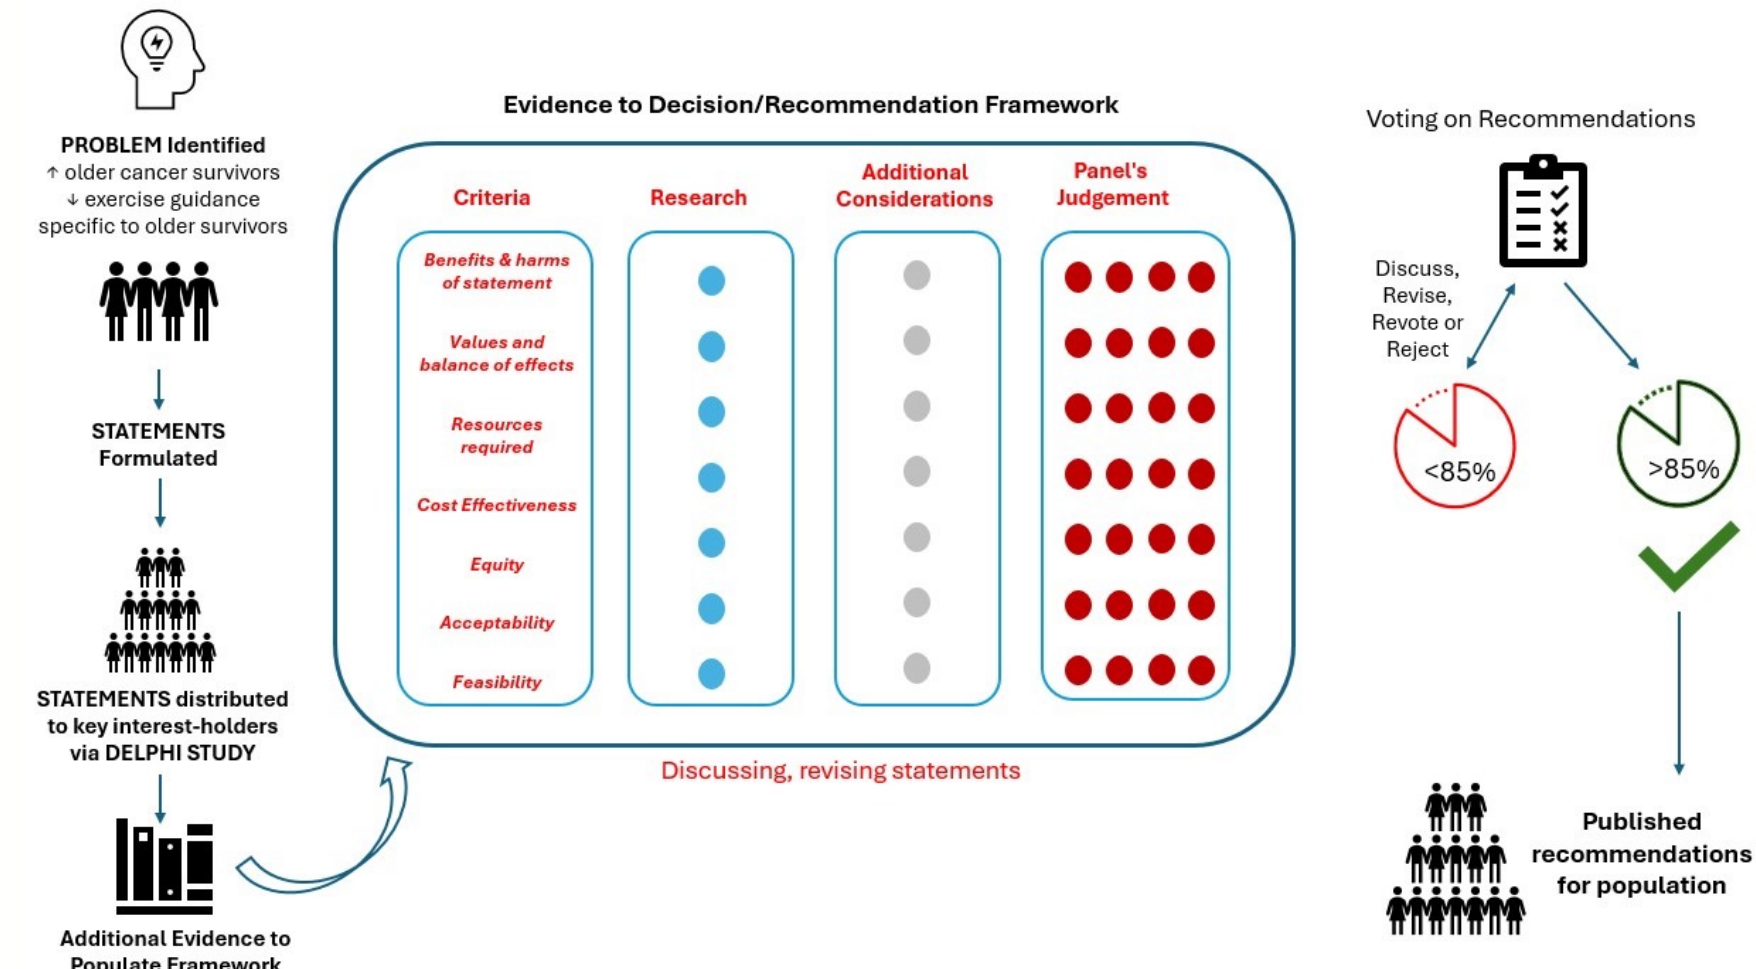 PROBLEM Identified
↑ older cancer survivors
↓ exercise guidance
specific to older survivors
STATEMENTS
Formulated
STATEMENTS distributed
to key interest-holders
via DELPHI STUDY
Additional Evidence to
Populate Framework
Evidence to Decision/Recommendation Framework
Criteria
Benefits & harms
of statement
Values and
balance of effects
Resources
required
Cost Effectiveness
Equity
Acceptability
Feasibility
Research
Additional
Considerations
Panel's
Judgement
Discussing, revising statements
Voting on Recommendations
Discuss,
Revise,
Revote or
Reject
<85%
>85%
Published
recommendations
for population